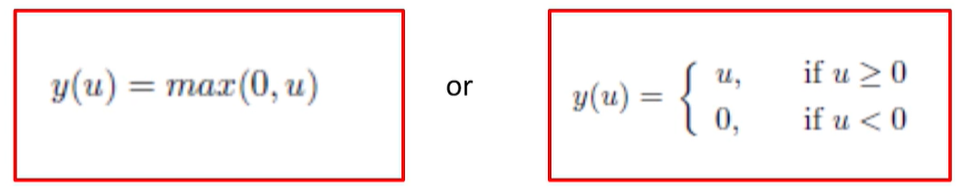 y(u) = max(0, u)
or
y(u) = { u, if u ≥ 0
0, if u < 0